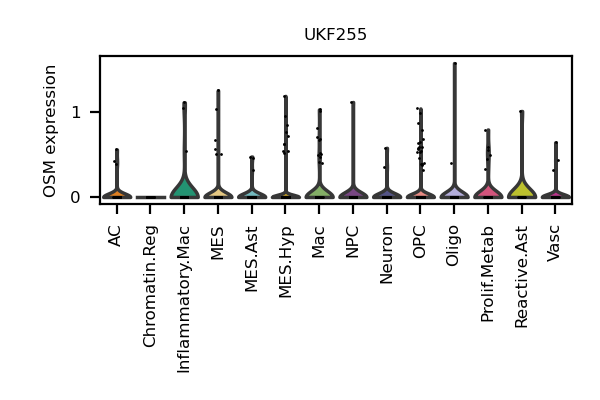 UKF255
OSM expression
1
0
AC
Chromatin.Reg
Inflammatory.Mac
MES
MES.Ast
MES.Hyp
Mac
NPC
Neuron
OPC
Oligo
Prolif.Metab
Reactive.Ast
Vasc